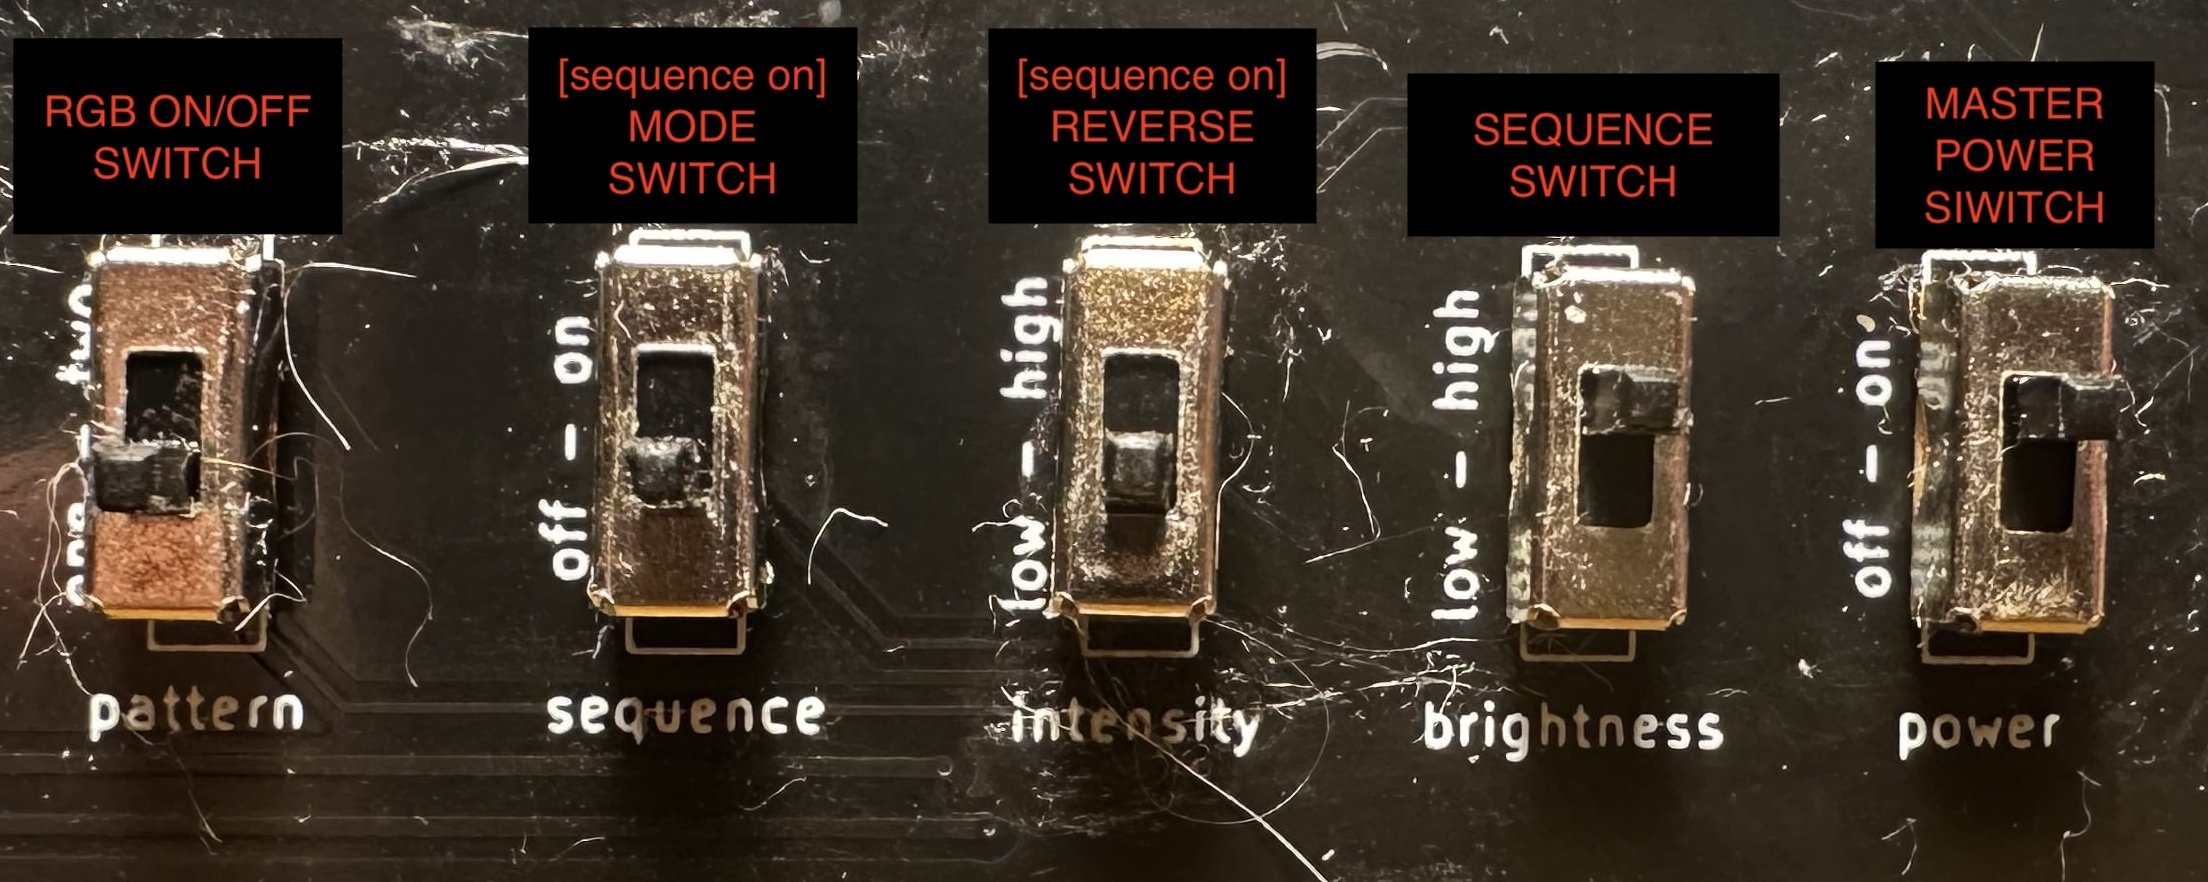 RGB ON/OFF
SWITCH
[sequence on]
MODE
SWITCH
[sequence on]
REVERSE
SWITCH
SEQUENCE
SWITCH
MASTER
POWER
SIWITCH
off - on
low - high
low - high
off - on
pattern
sequence
intensity
brightness
power